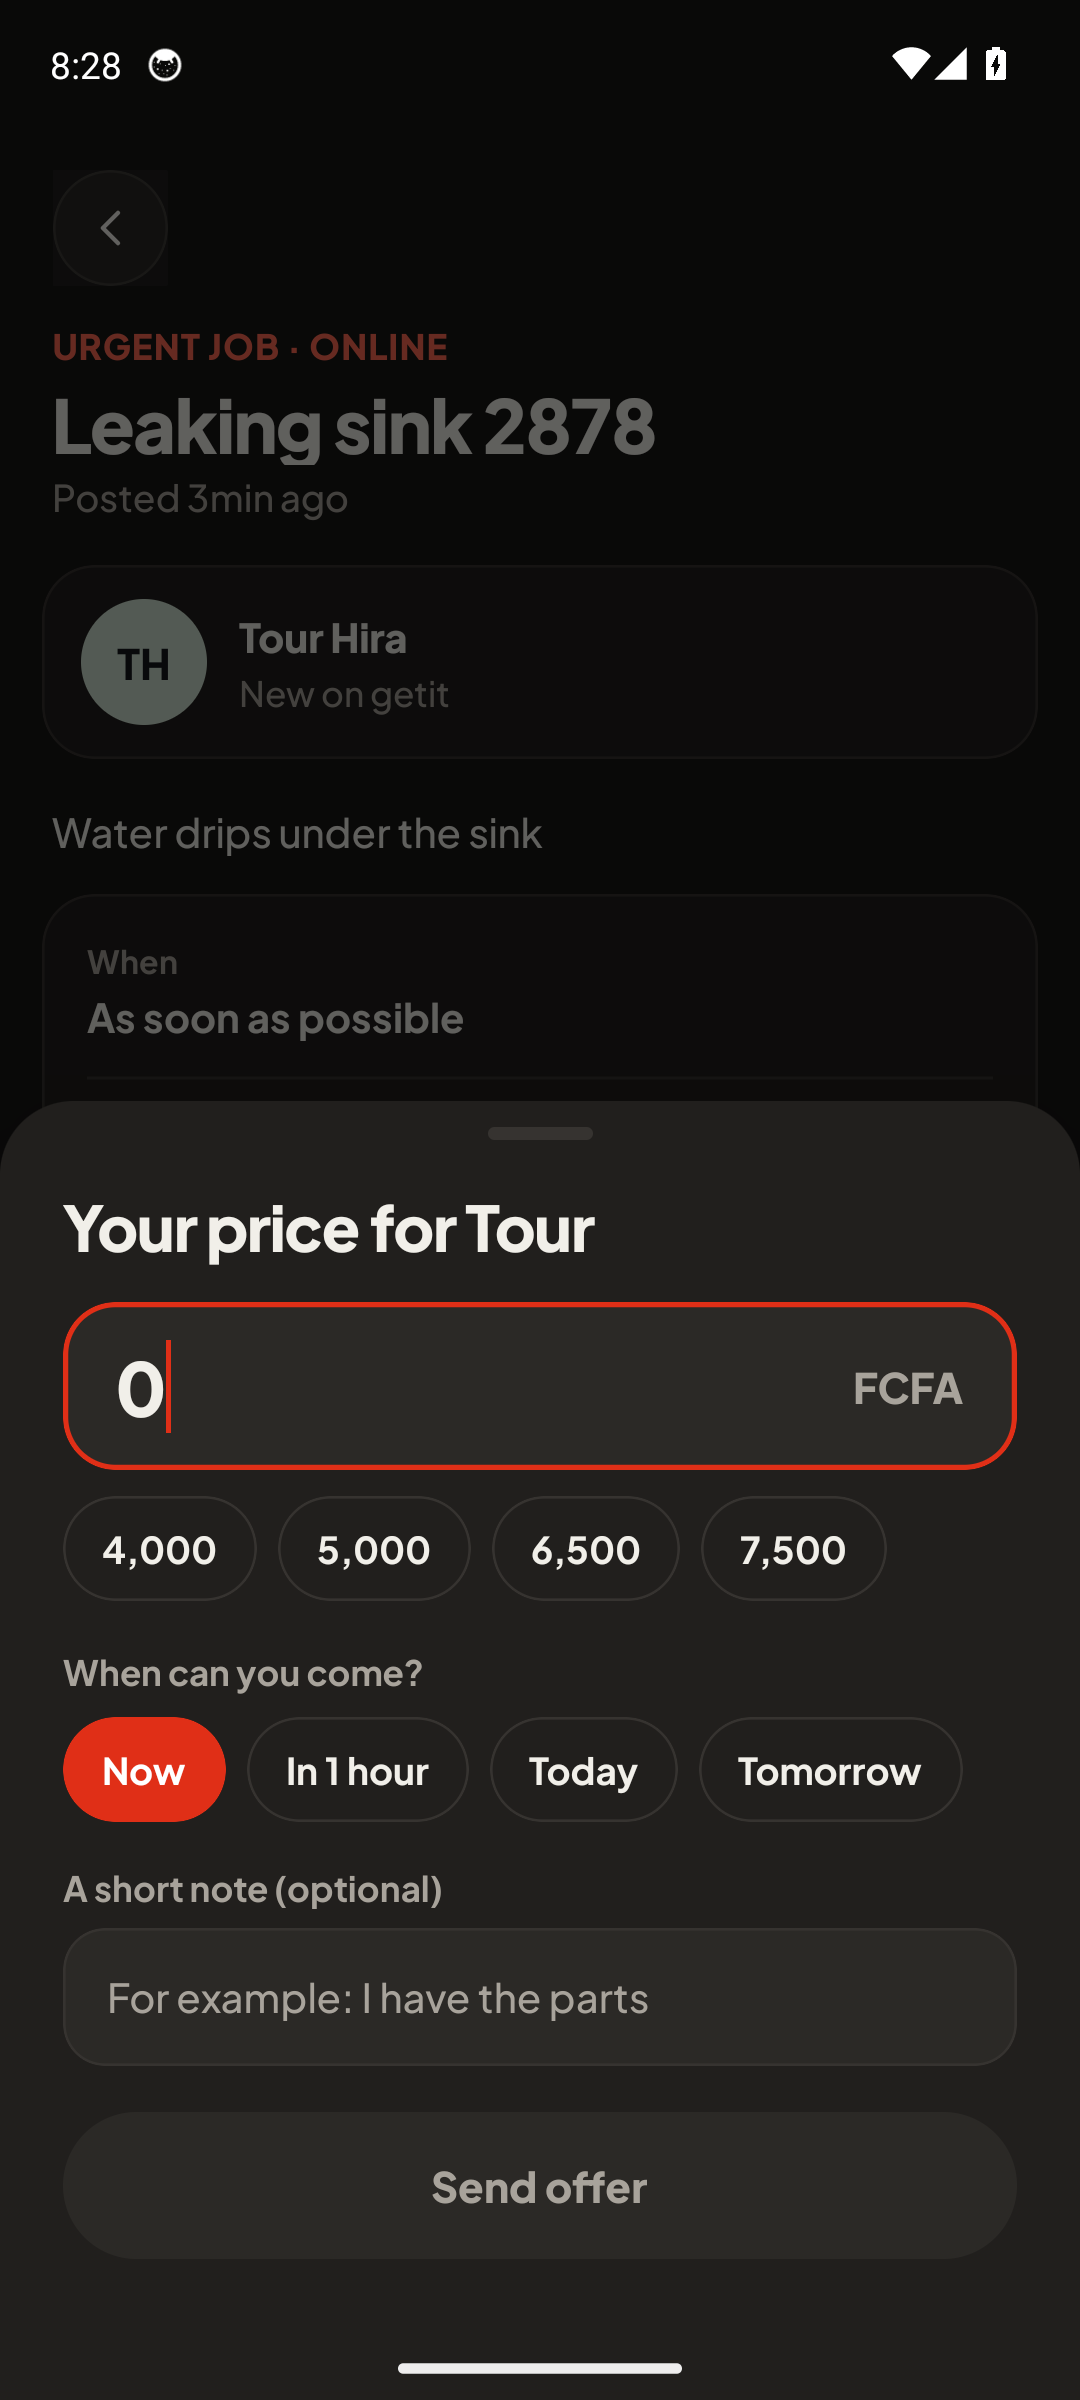 8:28
URGENT JOB · ONLINE
Leaking sink 2878
Posted 3min ago
TH
Tour Hira
New on getit
Water drips under the sink
When
As soon as possible
Your price for Tour
0 FCFA
4,000 5,000 6,500 7,500
When can you come?
Now In 1 hour Today Tomorrow
A short note (optional)
For example: I have the parts
Send offer